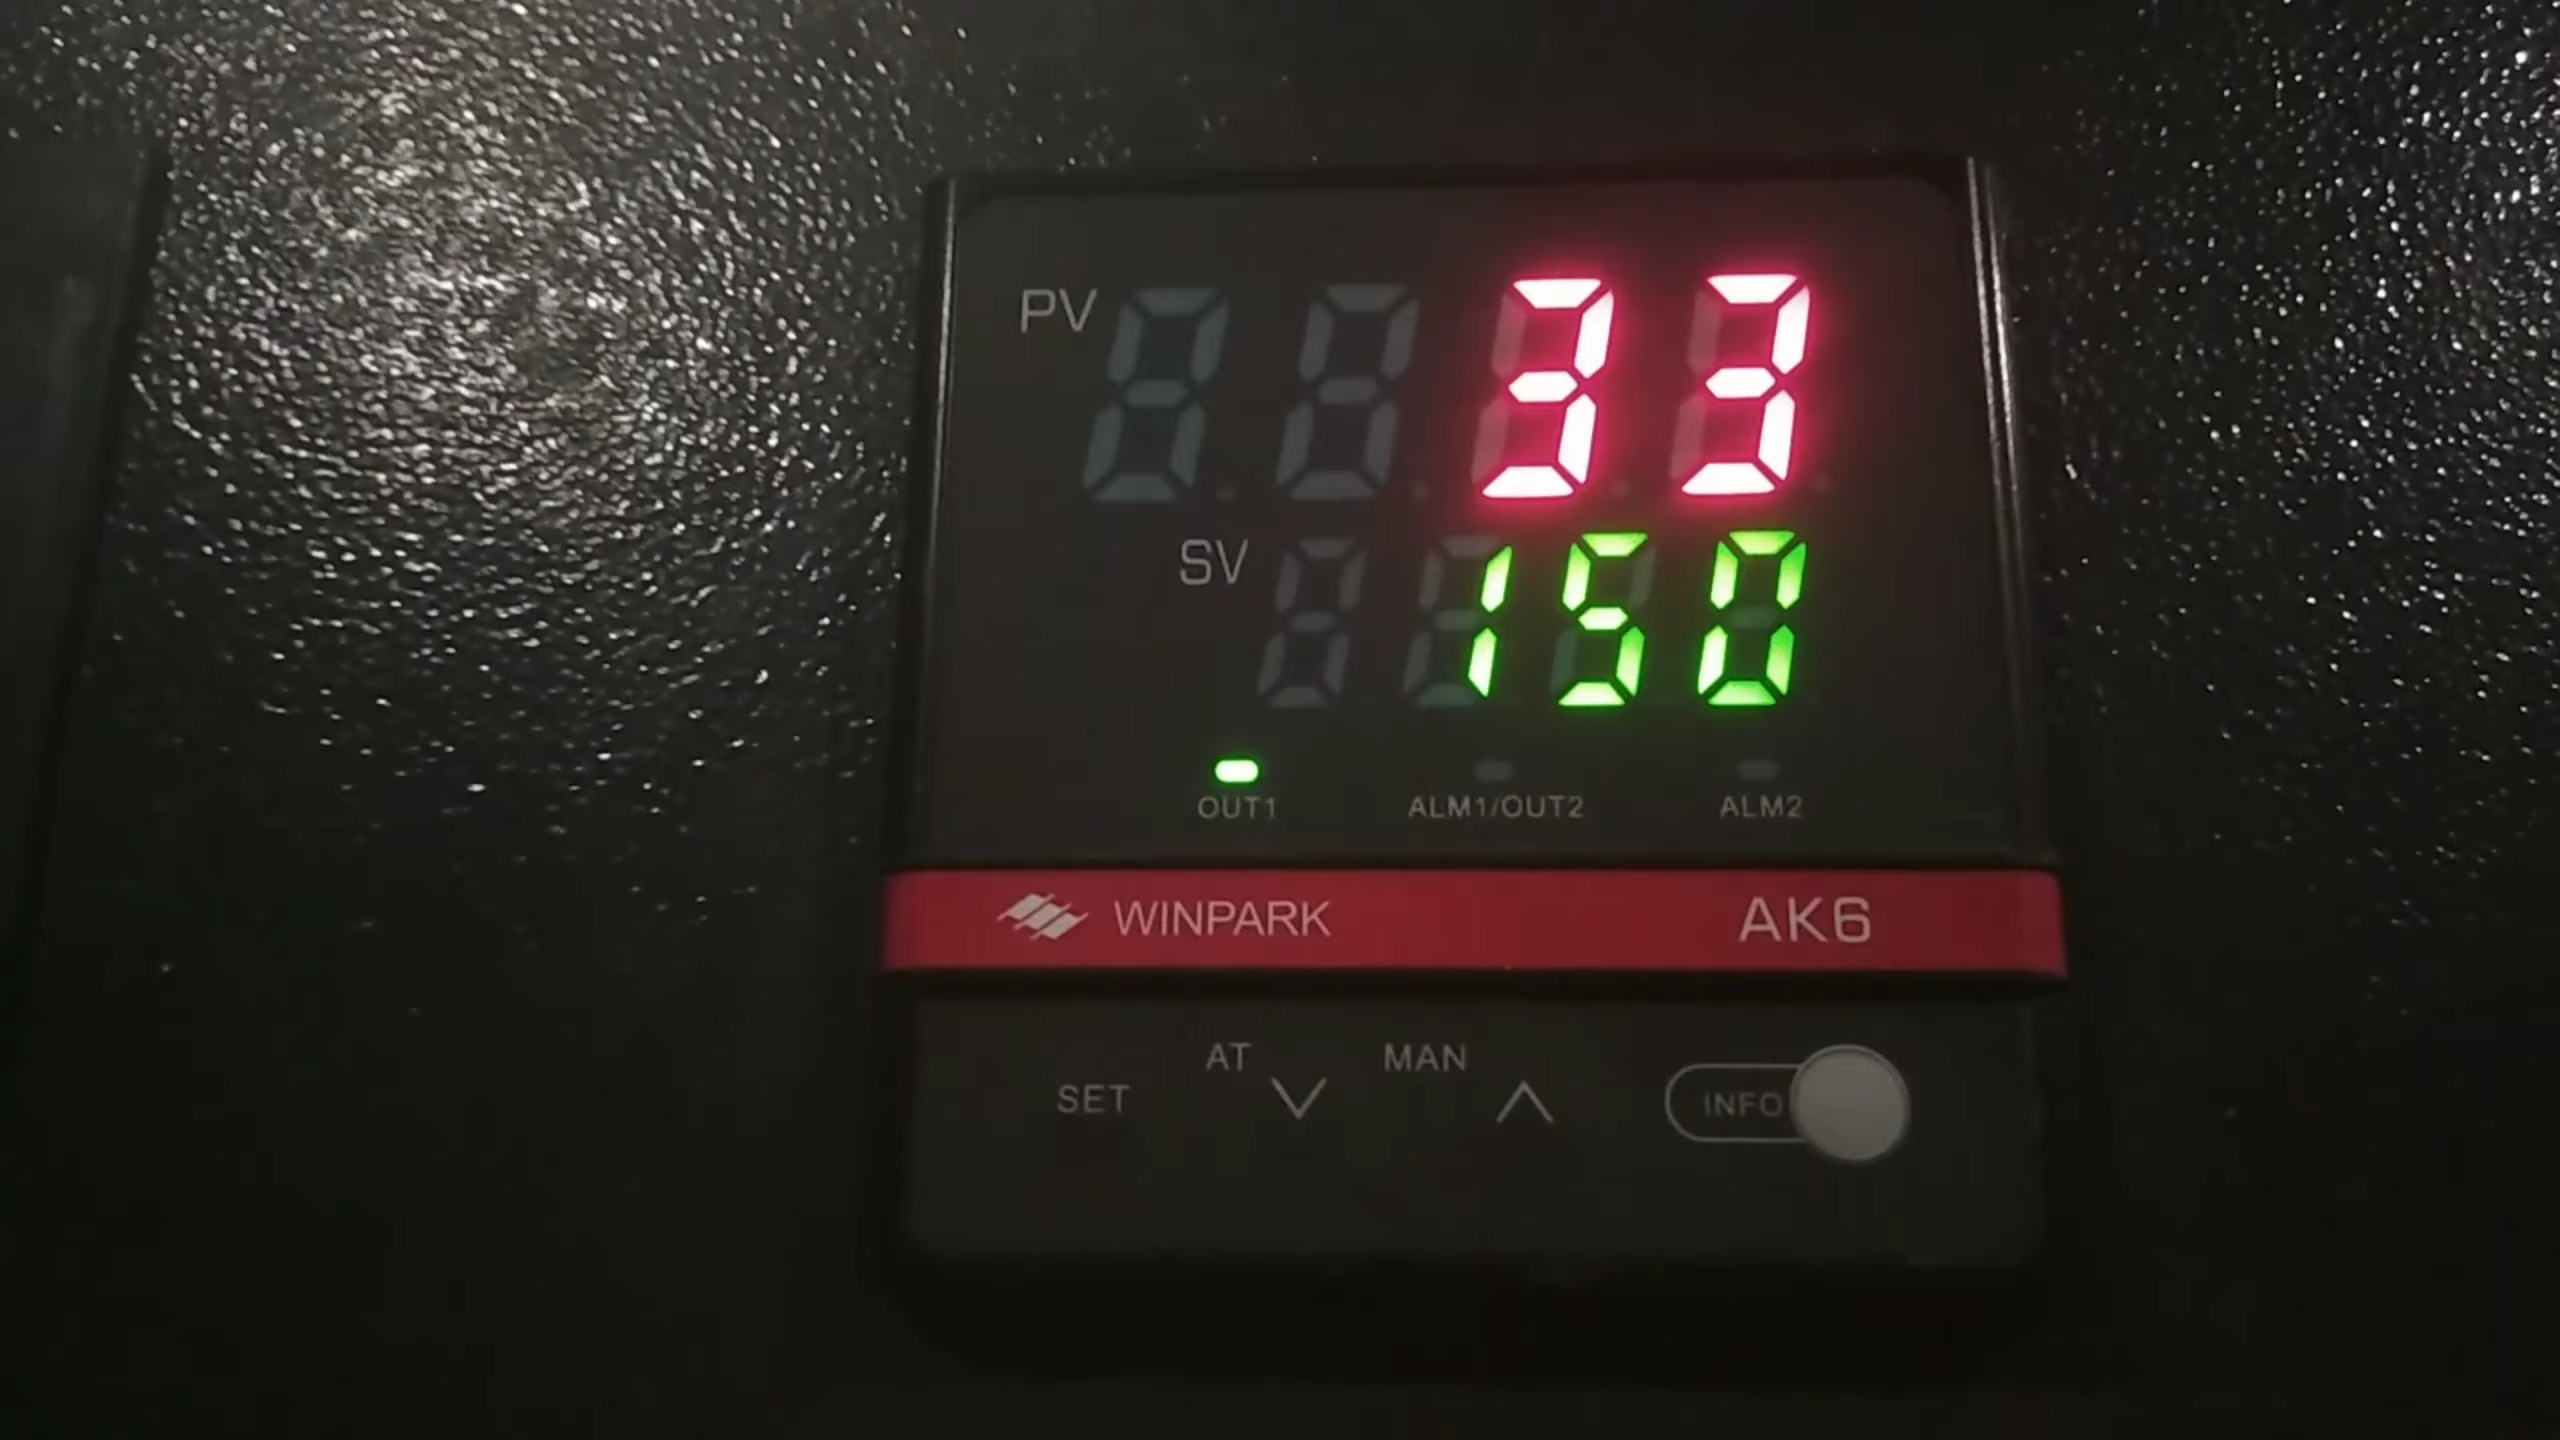 PV 33
SV 150
OUT1 ALM1/OUT2 ALM2
WINPARK AK6
AT MAN
SET INFO